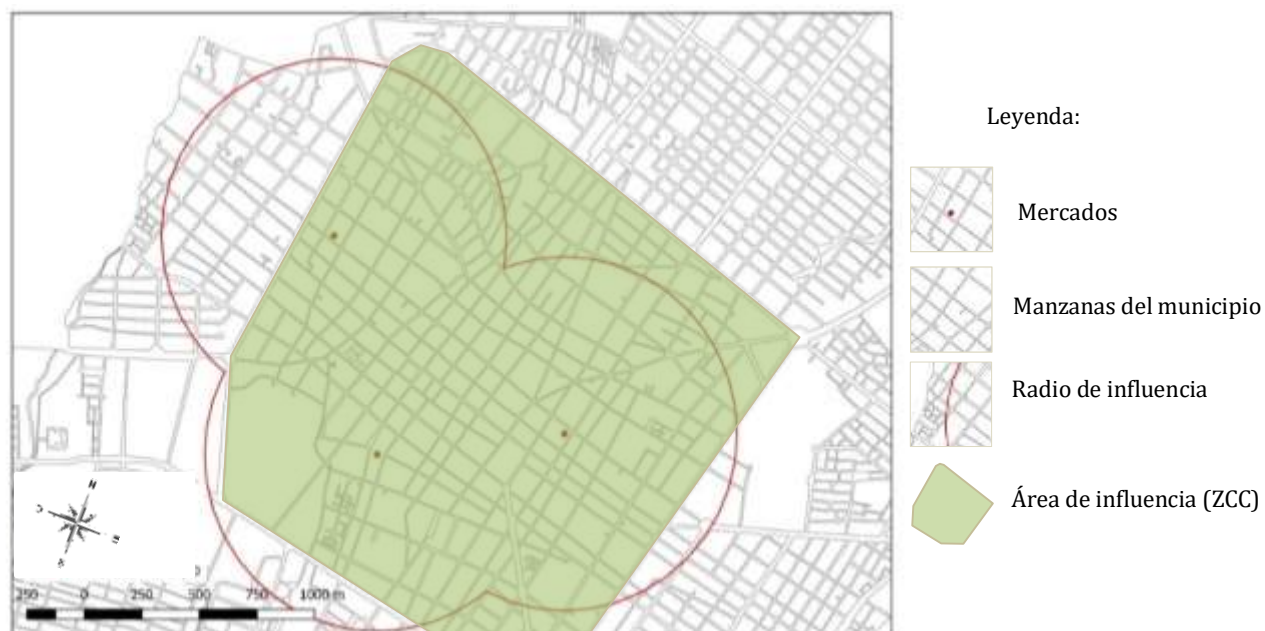 Leyenda:
Mercados
Manzanas del municipio
Radio de influencia
Área de influencia (ZCC)
N
250 0 250 500 750 1000 m